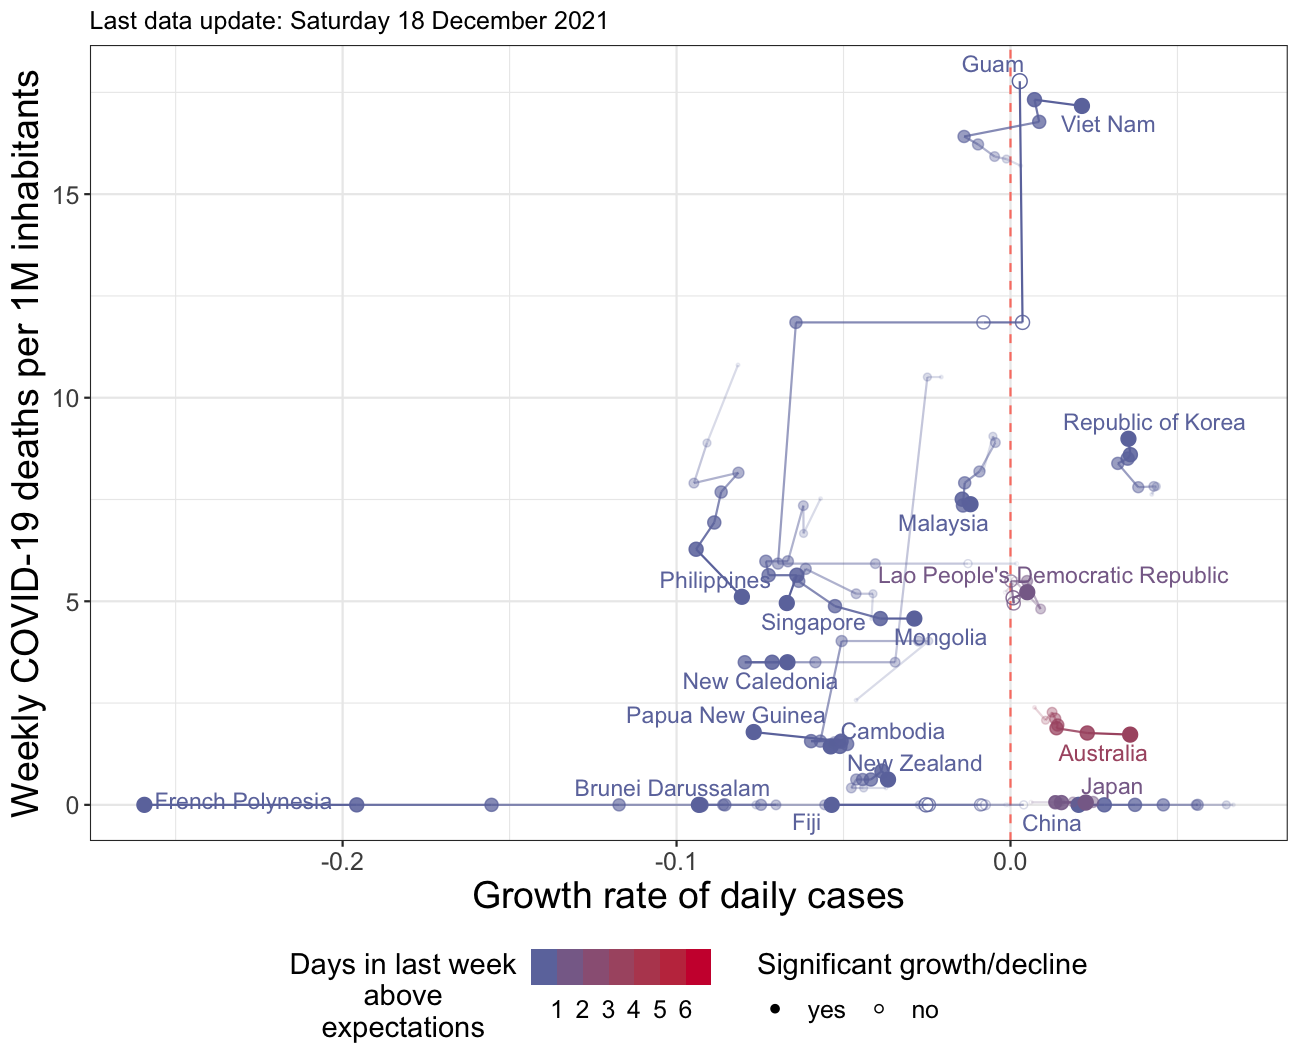 Last data update: Saturday 18 December 2021
Weekly COVID-19 deaths per 1M inhabitants
15
10
5
0
Guam
Viet Nam
Republic of Korea
Malaysia
Lao People's Democratic Republic
Philippines
Singapore
Mongolia
New Caledonia
Papua New Guinea
Cambodia
Australia
New Zealand
Brunei Darussalam
Japan
French Polynesia
Fiji
China
-0.2
-0.1
0.0
Growth rate of daily cases
Days in last week
above
expectations
1 2 3 4 5 6
Significant growth/decline
yes
no